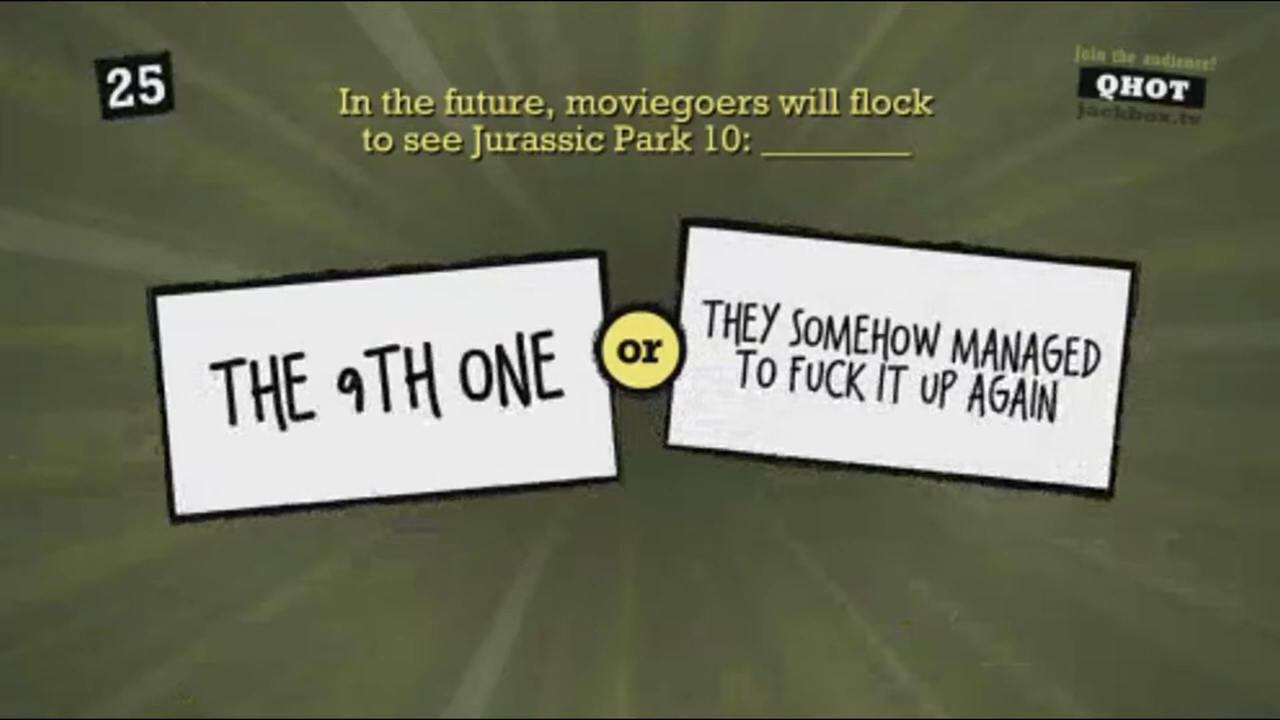 25
In the future, moviegoers will flock
to see Jurassic Park 10: ________
Join the audience!
QHOT
jackbox.tv
THE 9TH ONE
or
THEY SOMEHOW MANAGED
TO FUCK IT UP AGAIN